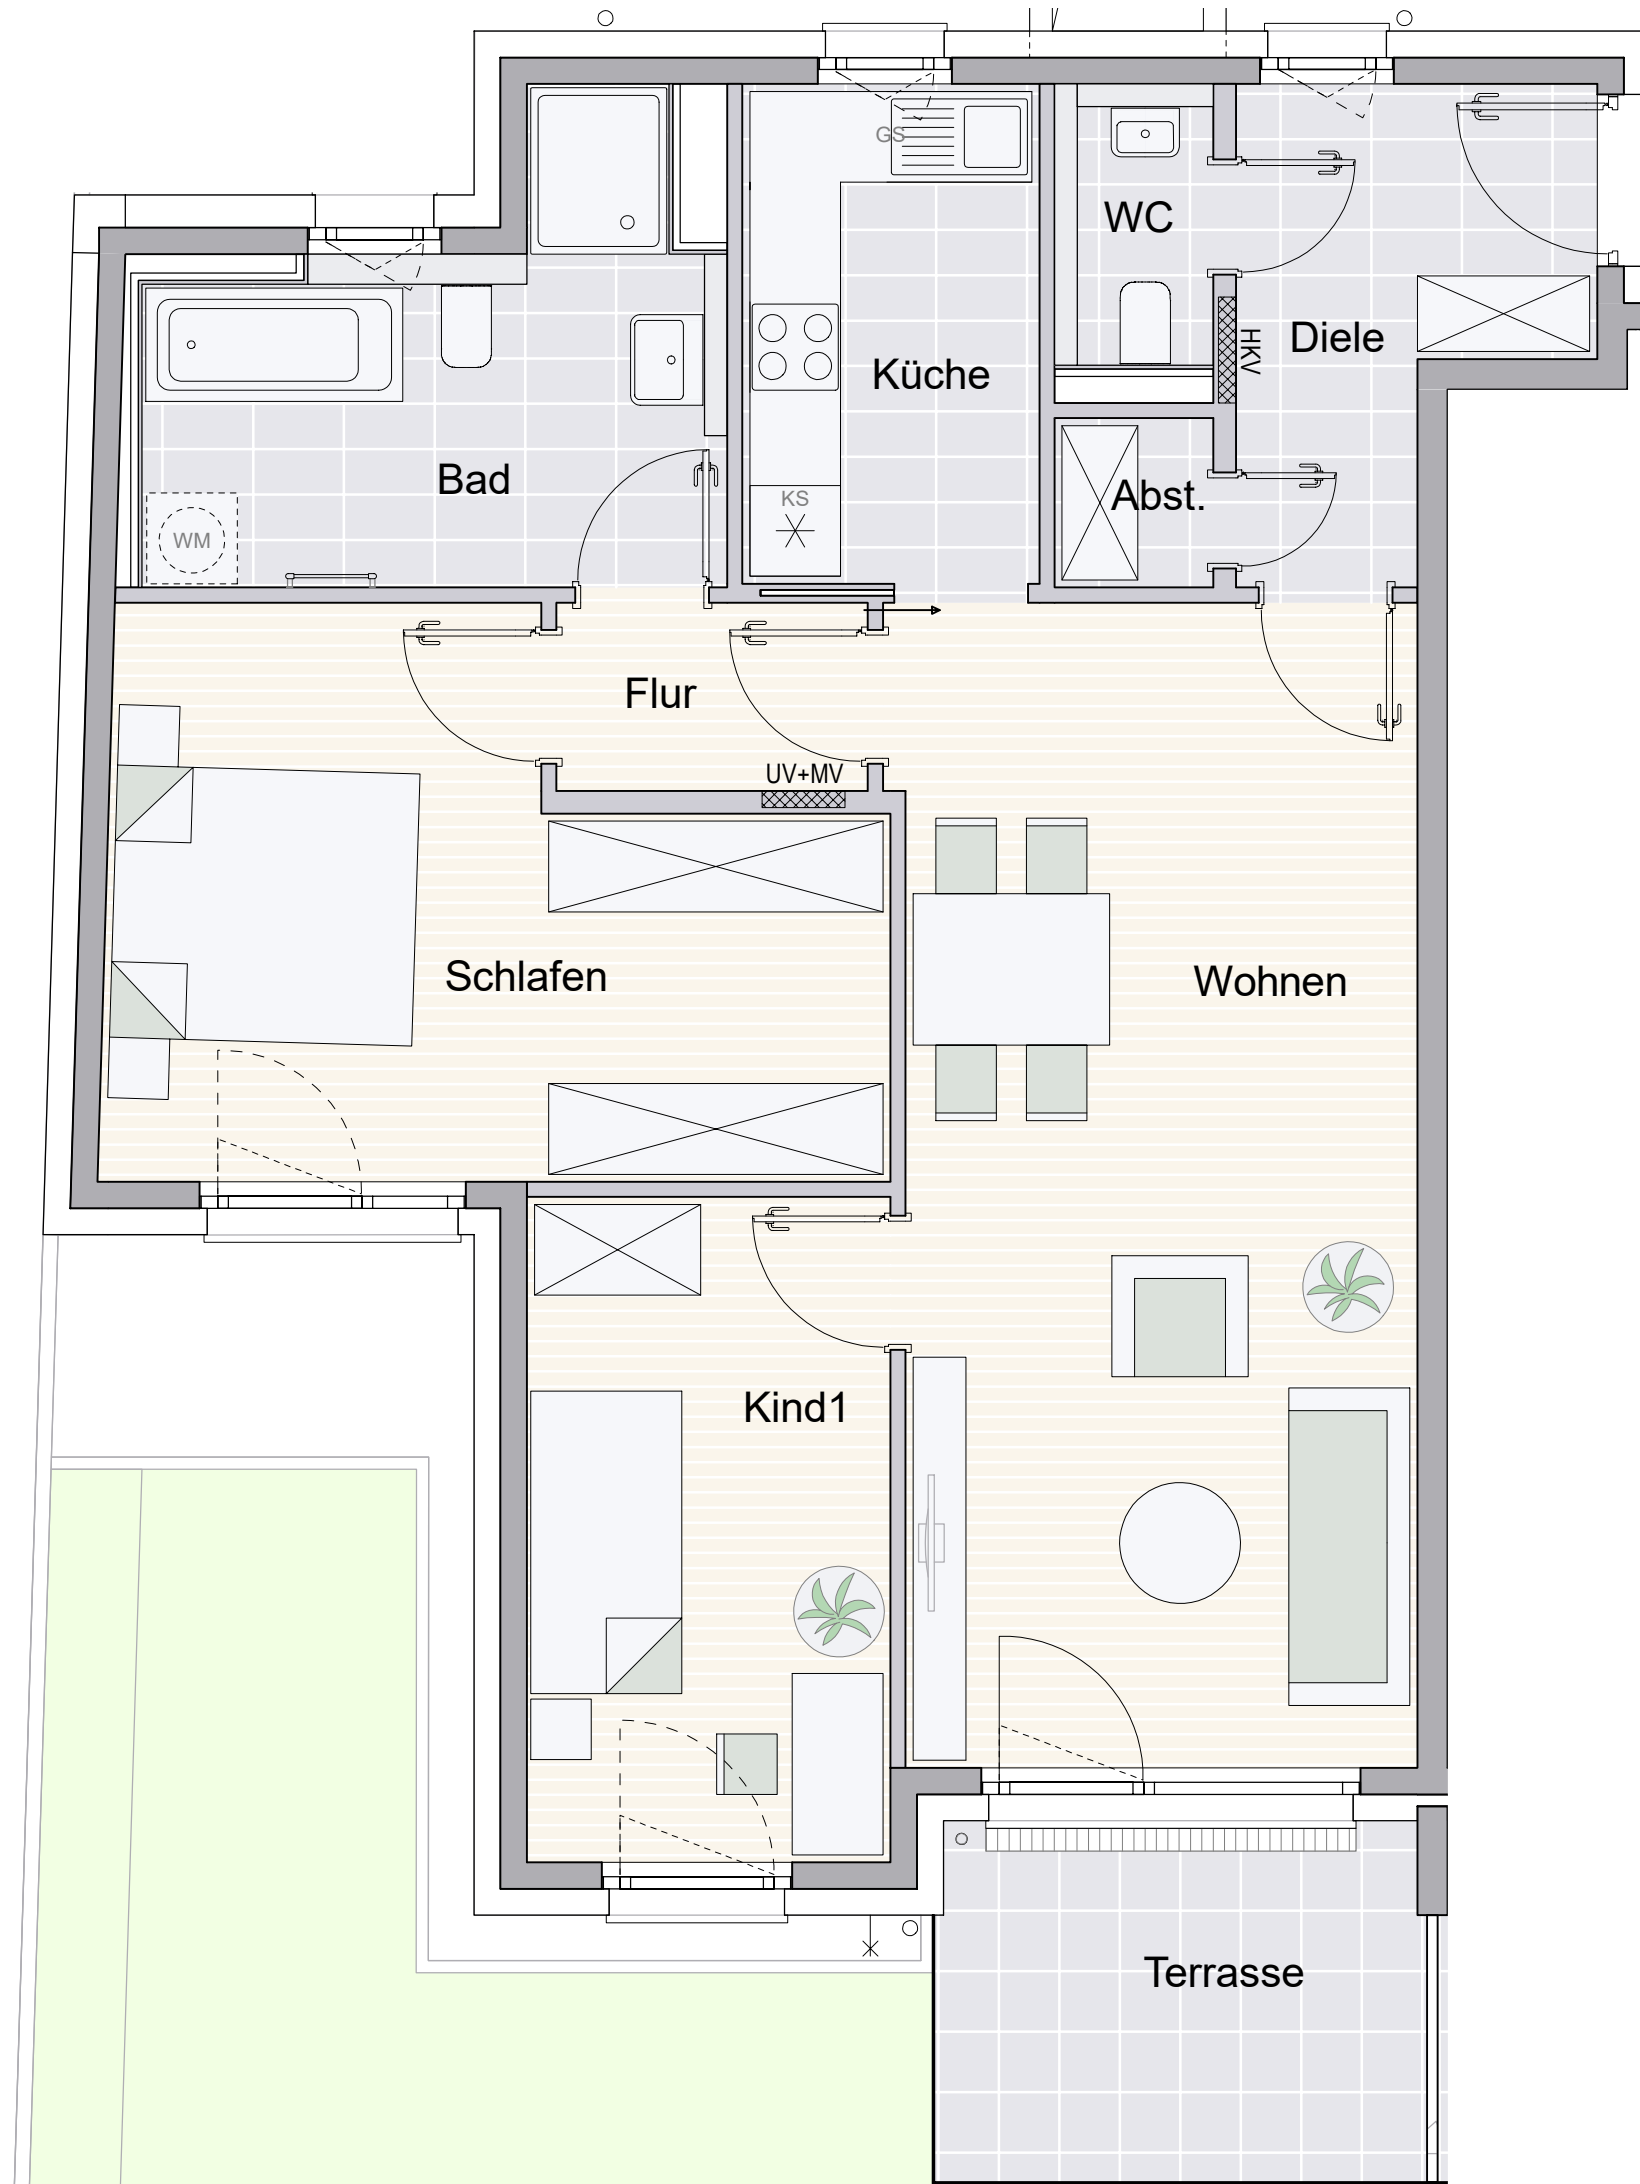 GS
WC
HKV
Diele
Küche
Bad
KS
Abst.
WM
Flur
UV+MV
Schlafen
Wohnen
Kind1
Terrasse